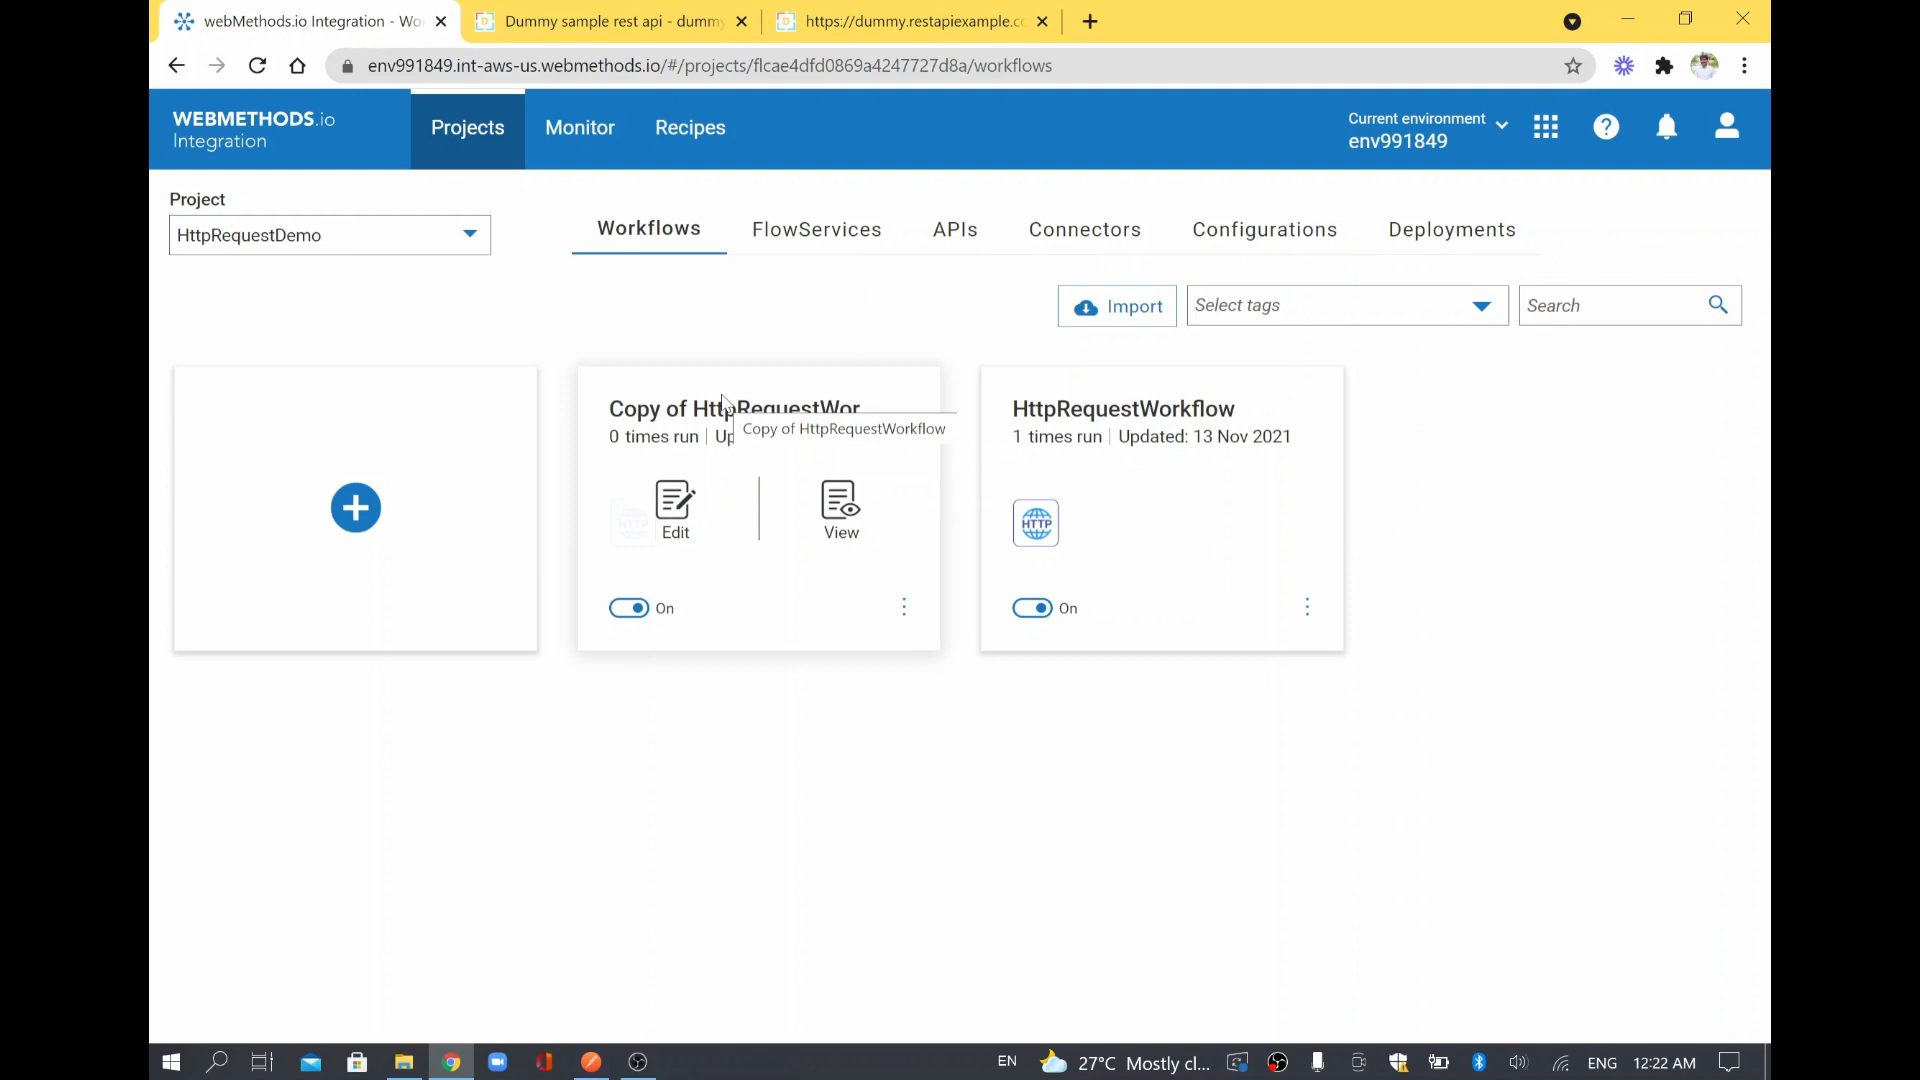 webMethods.io Integration - Wo
Dummy sample rest api - dummy
https://dummy.restapiexample.c
env991849.int-aws-us.webmethods.io/#/projects/flcae4dfd0869a4247727d8a/workflows
WEBMETHODS.io
Integration
Projects
Monitor
Recipes
Current environment
env991849
Project
HttpRequestDemo
Workflows
FlowServices
APIs
Connectors
Configurations
Deployments
Import
Select tags
Search
Copy of HttpRequestWor
0 times run
Up
Copy of HttpRequestWorkflow
Edit
View
On
HttpRequestWorkflow
1 times run
Updated: 13 Nov 2021
HTTP
On
EN
27°C Mostly cl...
ENG
12:22 AM